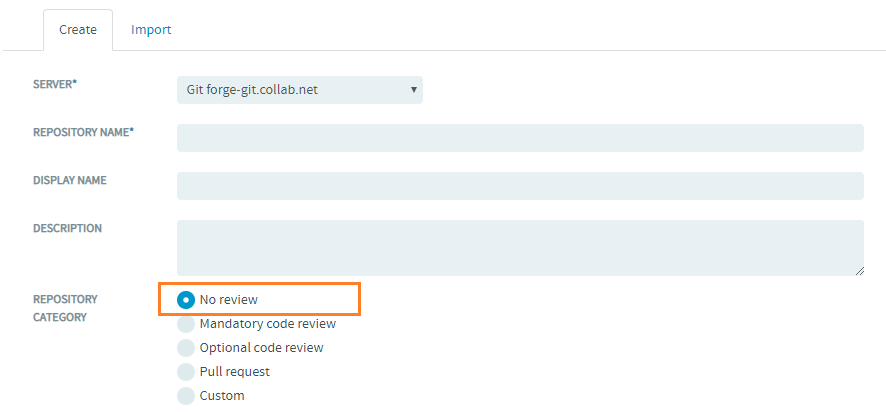 Create Import
SERVER*
Git forge-git.collab.net
REPOSITORY NAME*
DISPLAY NAME
DESCRIPTION
REPOSITORY
CATEGORY
No review
Mandatory code review
Optional code review
Pull request
Custom